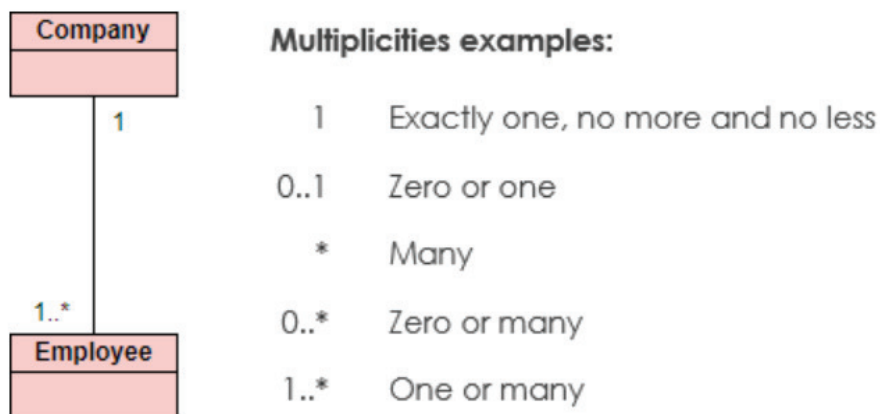 Company
1
1..*
Employee
Multiplicities examples:
1 Exactly one, no more and no less
0..1 Zero or one
* Many
0..* Zero or many
1..* One or many